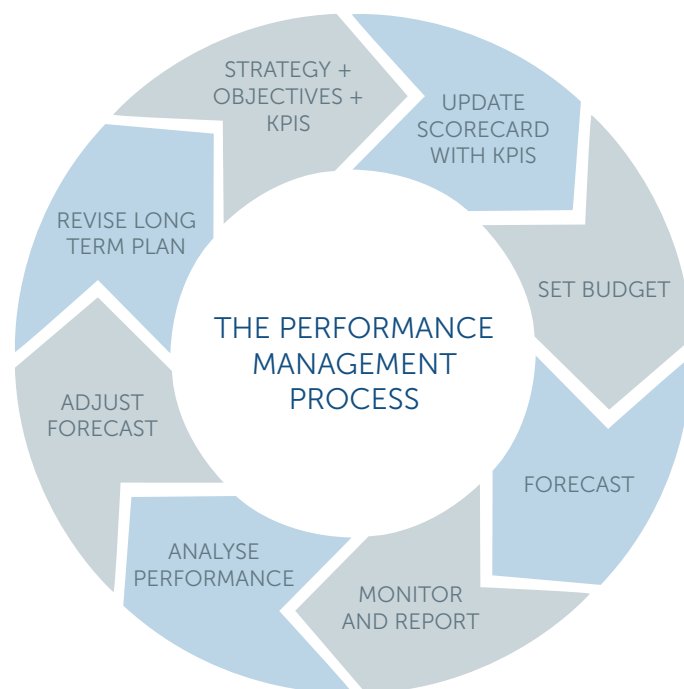 STRATEGY +
OBJECTIVES +
KPIS
UPDATE
SCORECARD
WITH KPIS
SET BUDGET
FORECAST
MONITOR
AND REPORT
ANALYSE
PERFORMANCE
ADJUST
FORECAST
REVISE LONG
TERM PLAN
THE PERFORMANCE
MANAGEMENT
PROCESS